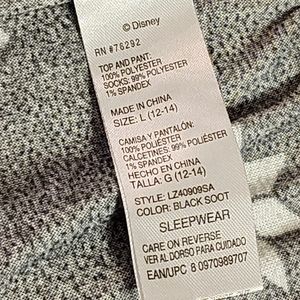 © Disney
RN #76292
TOP AND PANT:
100% POLYESTER
SOCKS: 99% POLYESTER
1% SPANDEX
MADE IN CHINA
SIZE: L (12-14)
CAMISA Y PANTALÓN:
100% POLIÉSTER
CALCETINES: 99% POLIÉSTER
1% SPANDEX
HECHO EN CHINA
TALLA: G (12-14)
STYLE: LZ40909SA
COLOR: BLACK SOOT
SLEEPWEAR
CARE ON REVERSE
VER AL DORSO PARA CUIDADO
EAN/UPC 8 0970989707